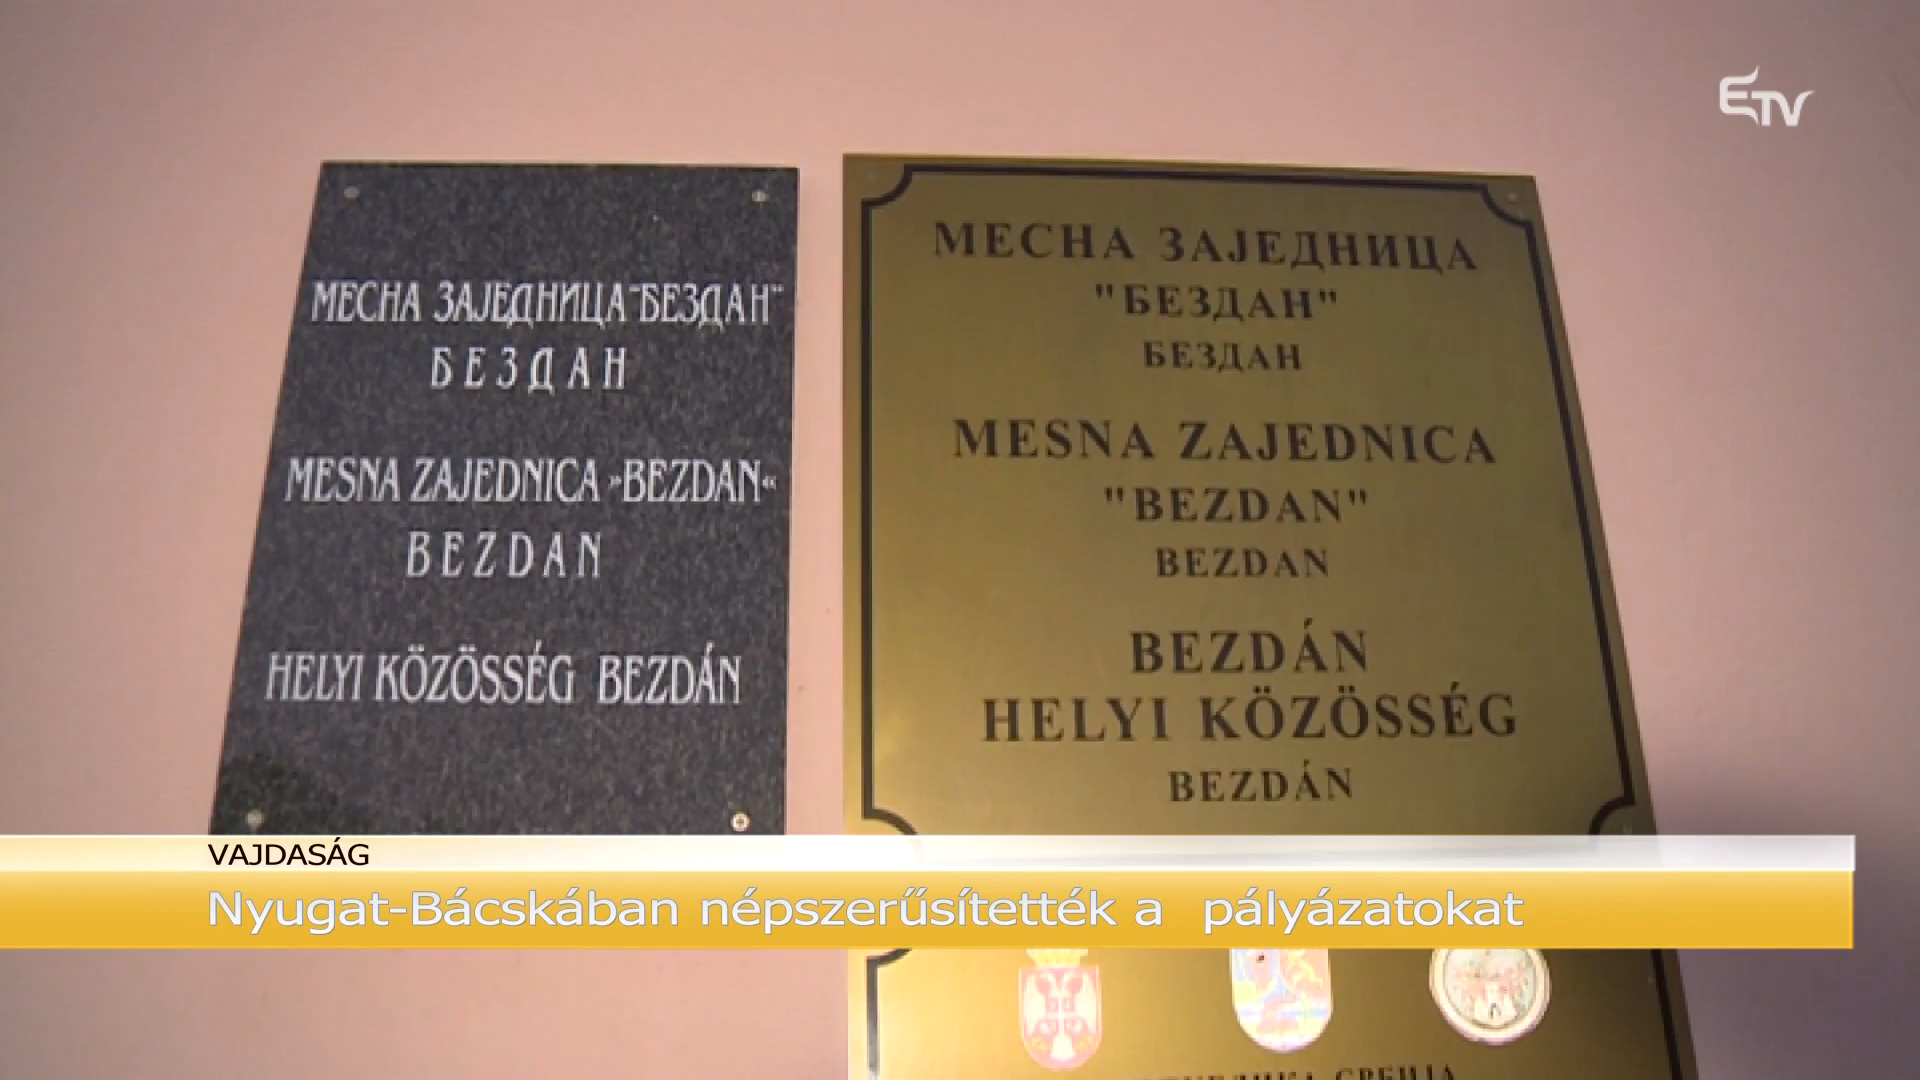 ETV
МЕСНА ЗАЈЕДНИЦА "БЕЗДАН"
БЕЗДАН
MESNA ZAJEDNICA »BEZDAN«
BEZDAN
HELYI KÖZÖSSÉG BEZDÁN
МЕСНА ЗАЈЕДНИЦА
"БЕЗДАН"
БЕЗДАН
MESNA ZAJEDNICA
"BEZDAN"
BEZDAN
BEZDÁN
HELYI KÖZÖSSÉG
BEZDÁN
VAJDASÁG
Nyugat-Bácskában népszerűsítették a pályázatokat
СРБИЈА